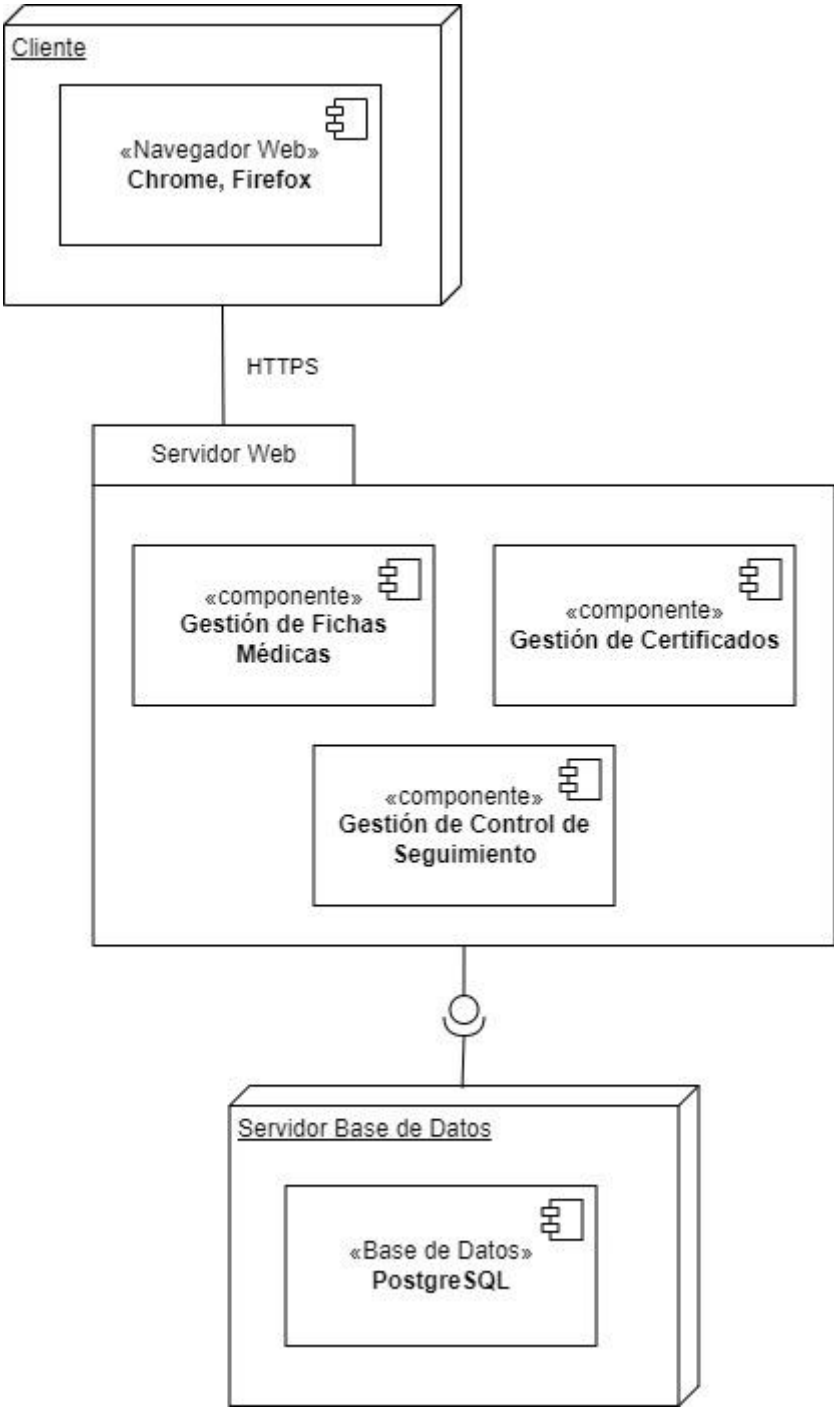 Cliente
«Navegador Web»
Chrome, Firefox
HTTPS
Servidor Web
«componente»
Gestión de Fichas
Médicas
«componente»
Gestión de Certificados
«componente»
Gestión de Control de
Seguimiento
Servidor Base de Datos
«Base de Datos»
PostgreSQL